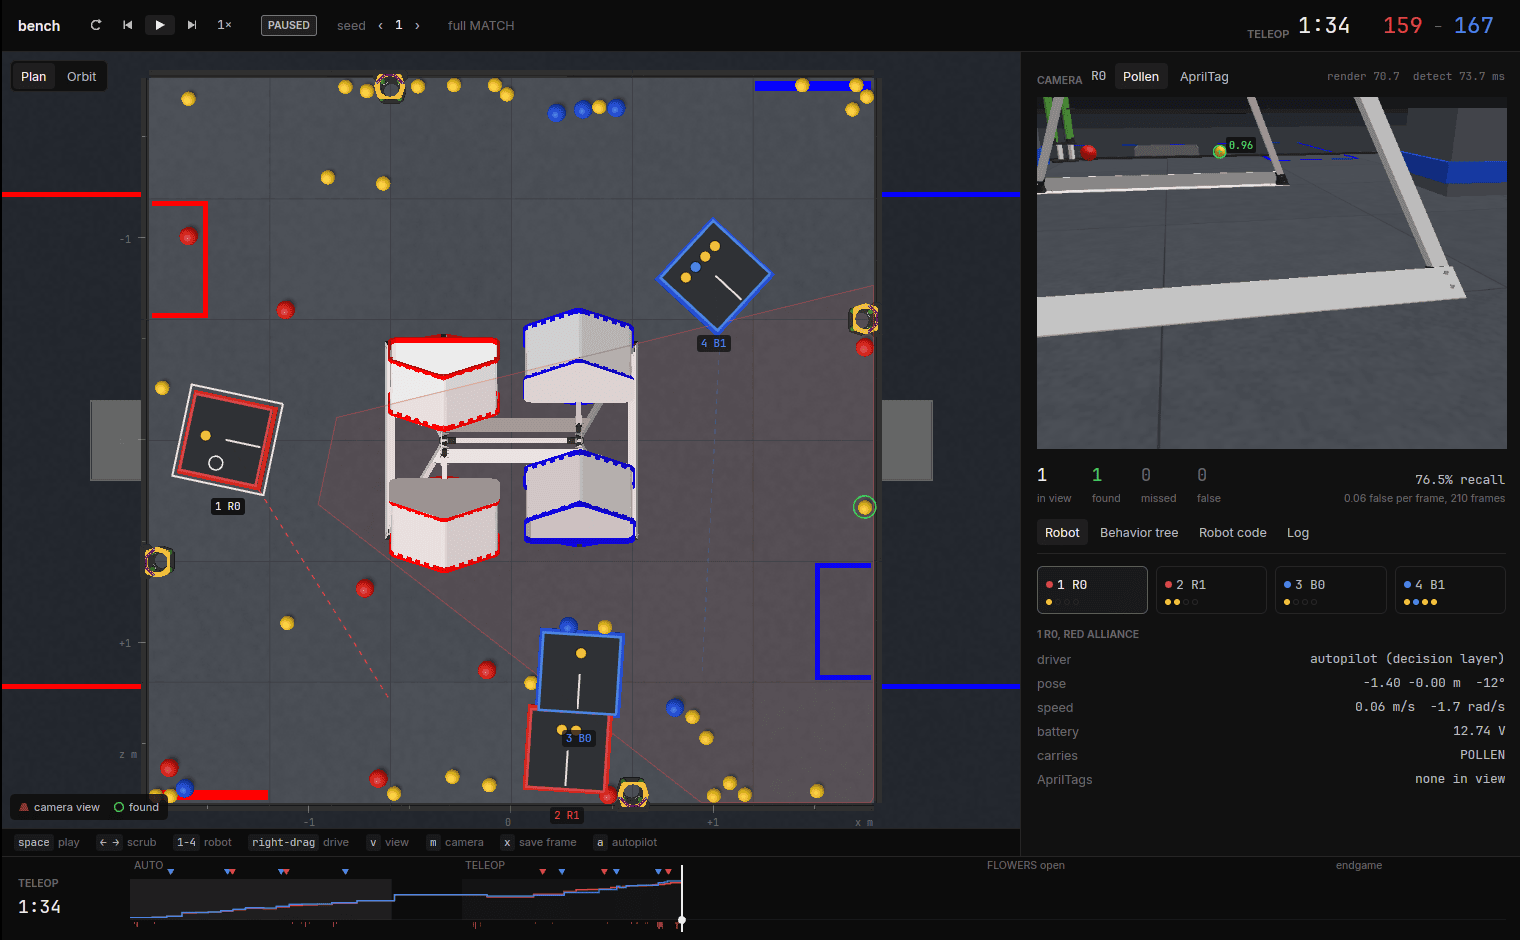 bench
1×
PAUSED
seed ‹ 1 ›
full MATCH
TELEOP 1:34 159 – 167
Plan Orbit
-1
+1
z m
-1
0
+1
x m
4 B1
1 R0
3 B0
2 R1
camera view found
CAMERA R0 Pollen AprilTag render 70.7 detect 73.7 ms
0.96
1 1 0 0 76.5% recall
in view found missed false 0.06 false per frame, 210 frames
Robot Behavior tree Robot code Log
1 R0 2 R1 3 B0 4 B1
1 R0, RED ALLIANCE
driver autopilot (decision layer)
pose -1.40 -0.00 m -12°
speed 0.06 m/s -1.7 rad/s
battery 12.74 V
carries POLLEN
AprilTags none in view
space play ← → scrub 1-4 robot right-drag drive v view m camera x save frame a autopilot
AUTO TELEOP FLOWERS open endgame
TELEOP
1:34